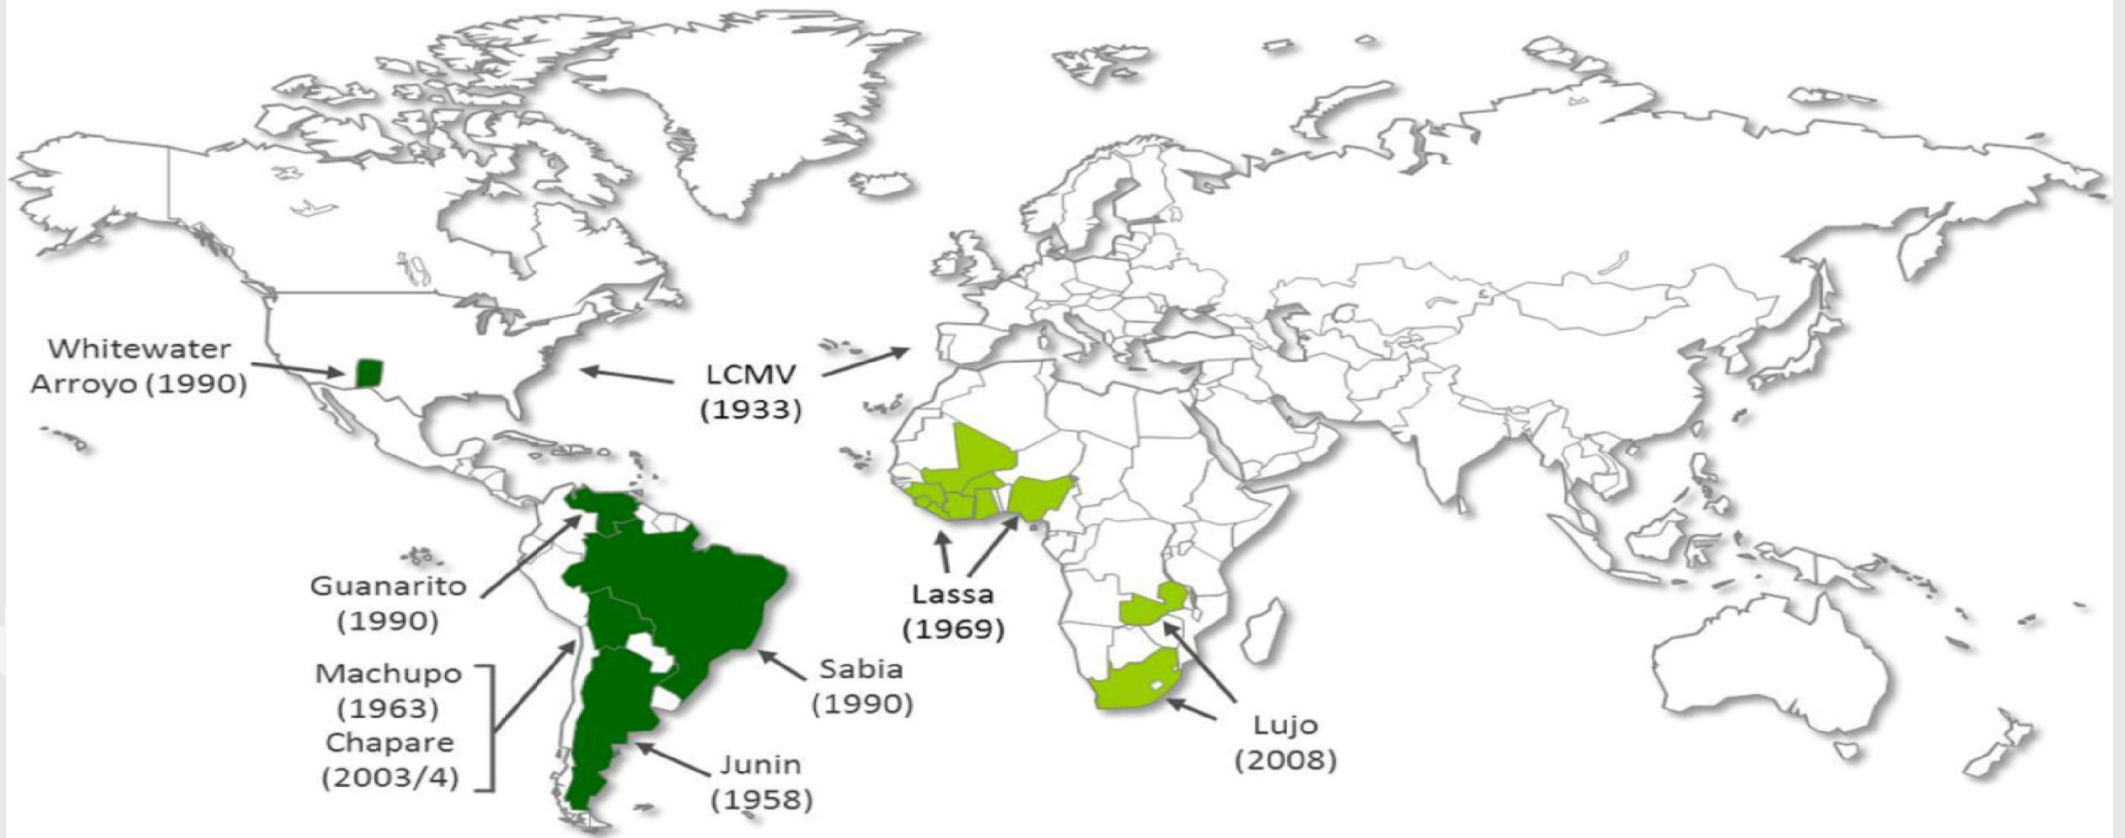 Whitewater
Arroyo (1990)
LCMV
(1933)
Guanarito
(1990)
Machupo
(1963)
Chapare
(2003/4)
Sabia
(1990)
Junin
(1958)
Lassa
(1969)
Lujo
(2008)